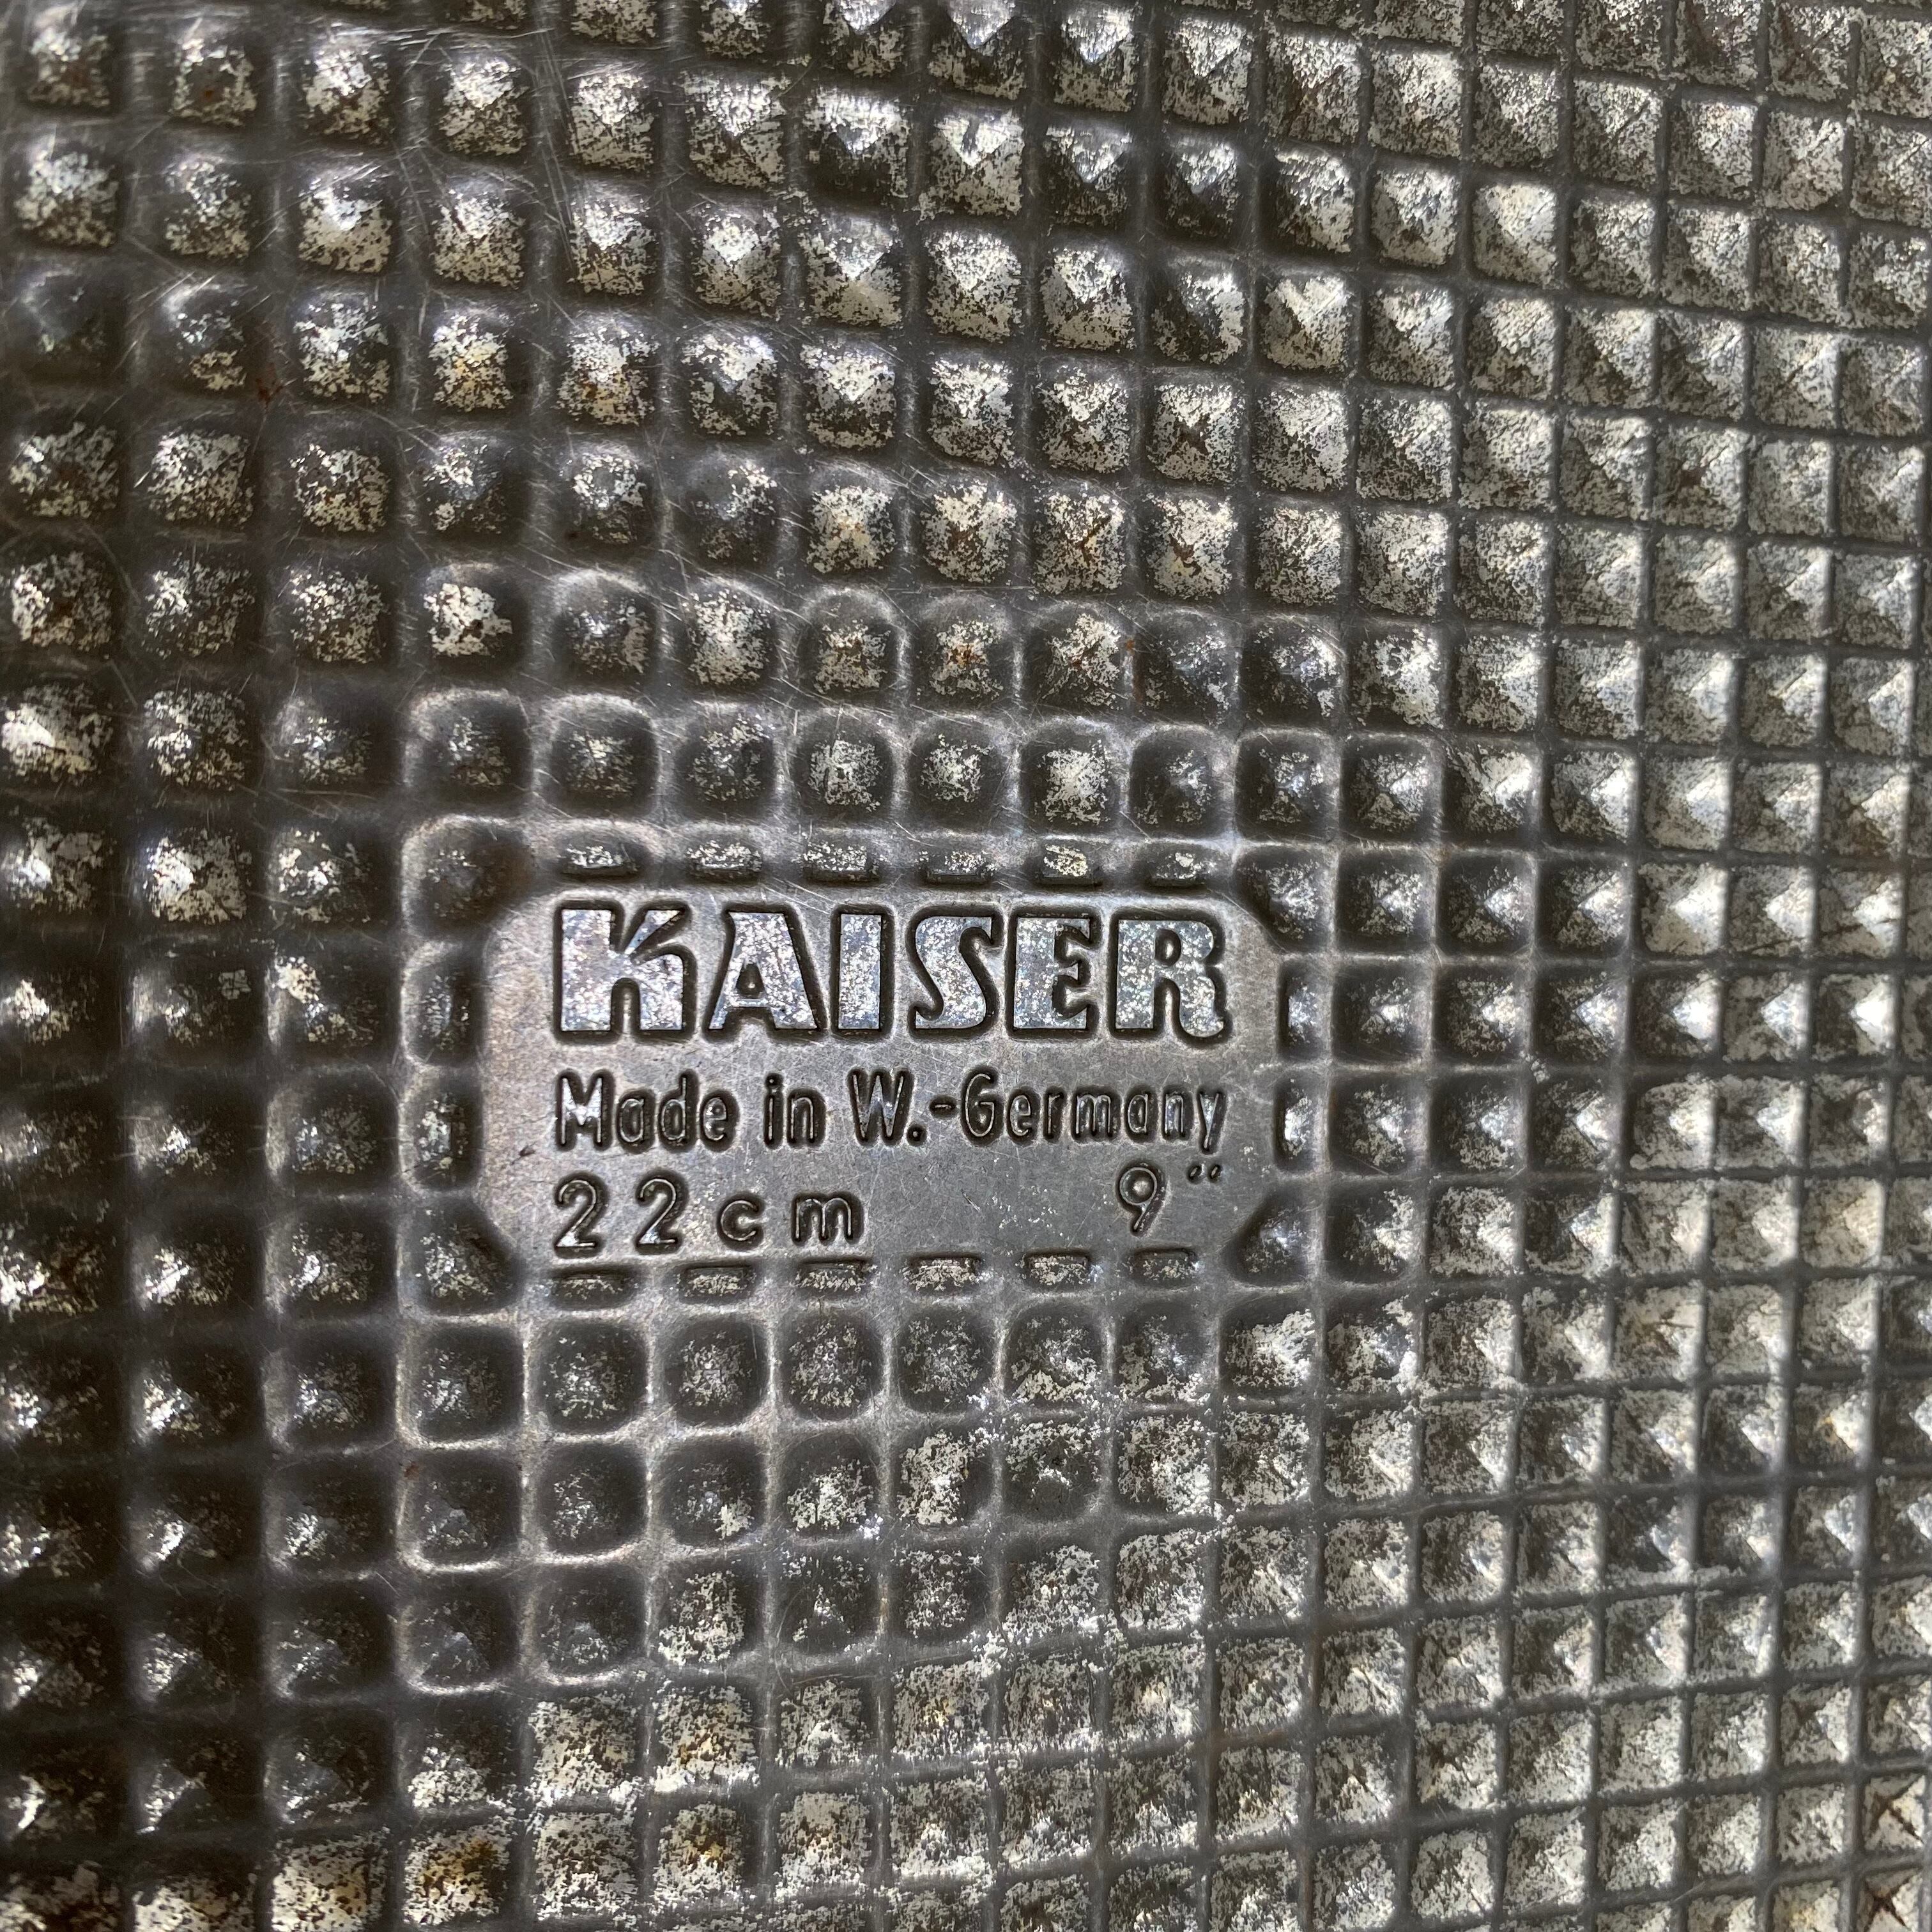 KAISER
Made in W.-Germany
22cm 9"